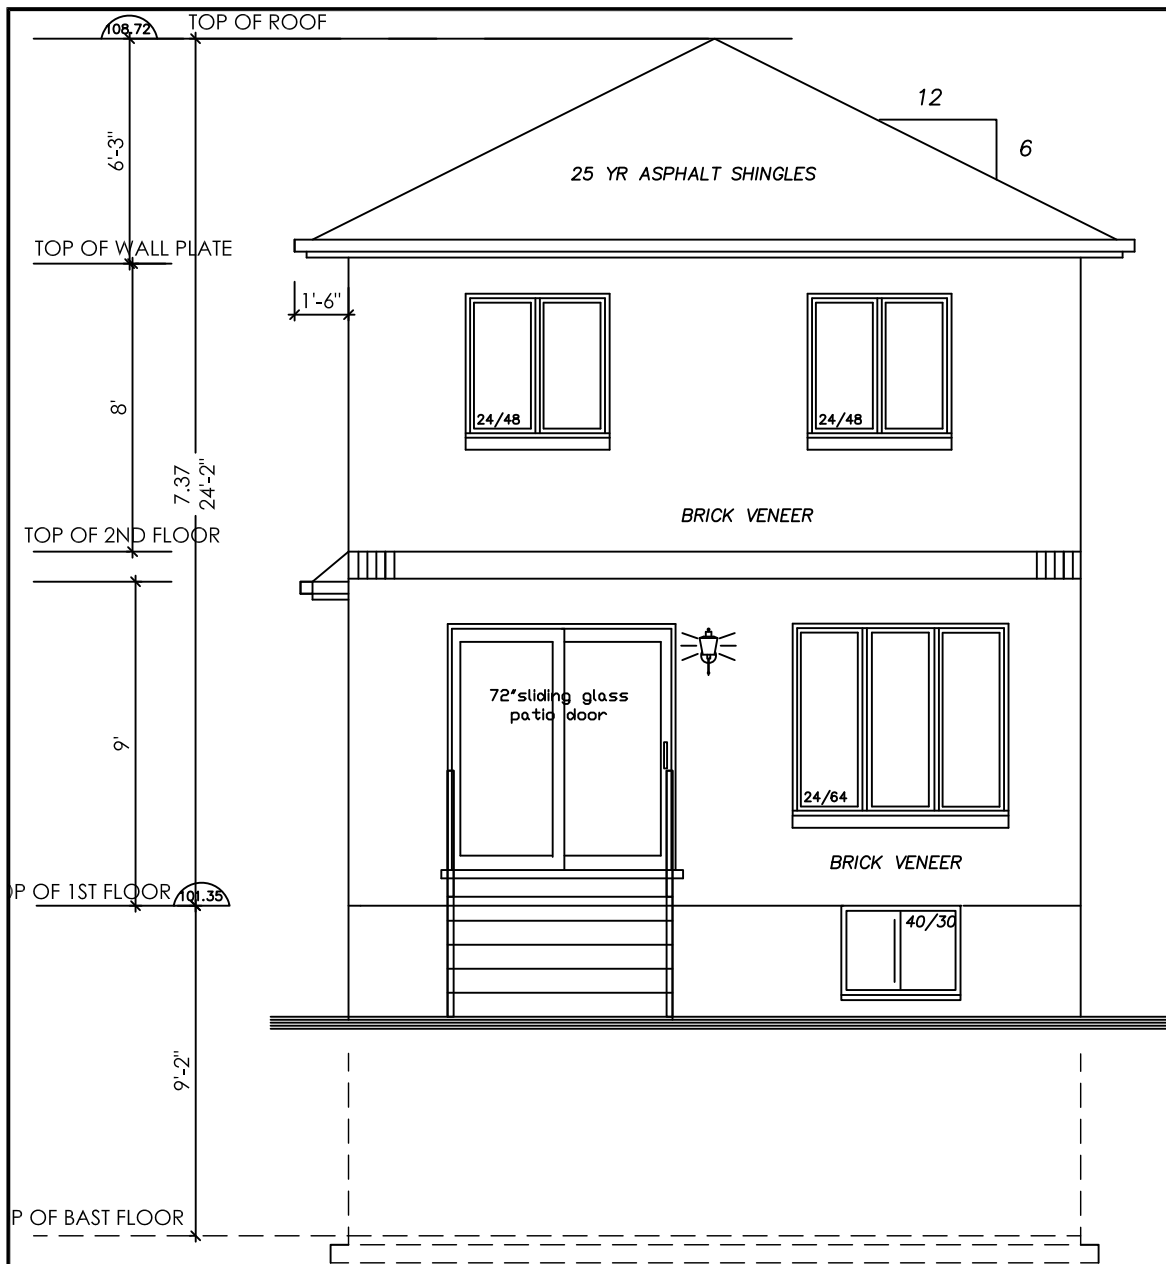 108.72
TOP OF ROOF
12
6'-3"
6
25 YR ASPHALT SHINGLES
TOP OF WALL PLATE
1'-6"
8'
24/48
24/48
7.37
24'-2"
BRICK VENEER
TOP OF 2ND FLOOR
72"sliding glass
patio door
9'
24/64
BRICK VENEER
P OF 1ST FLOOR
101.35
40/30
9'-2"
P OF BAST FLOOR